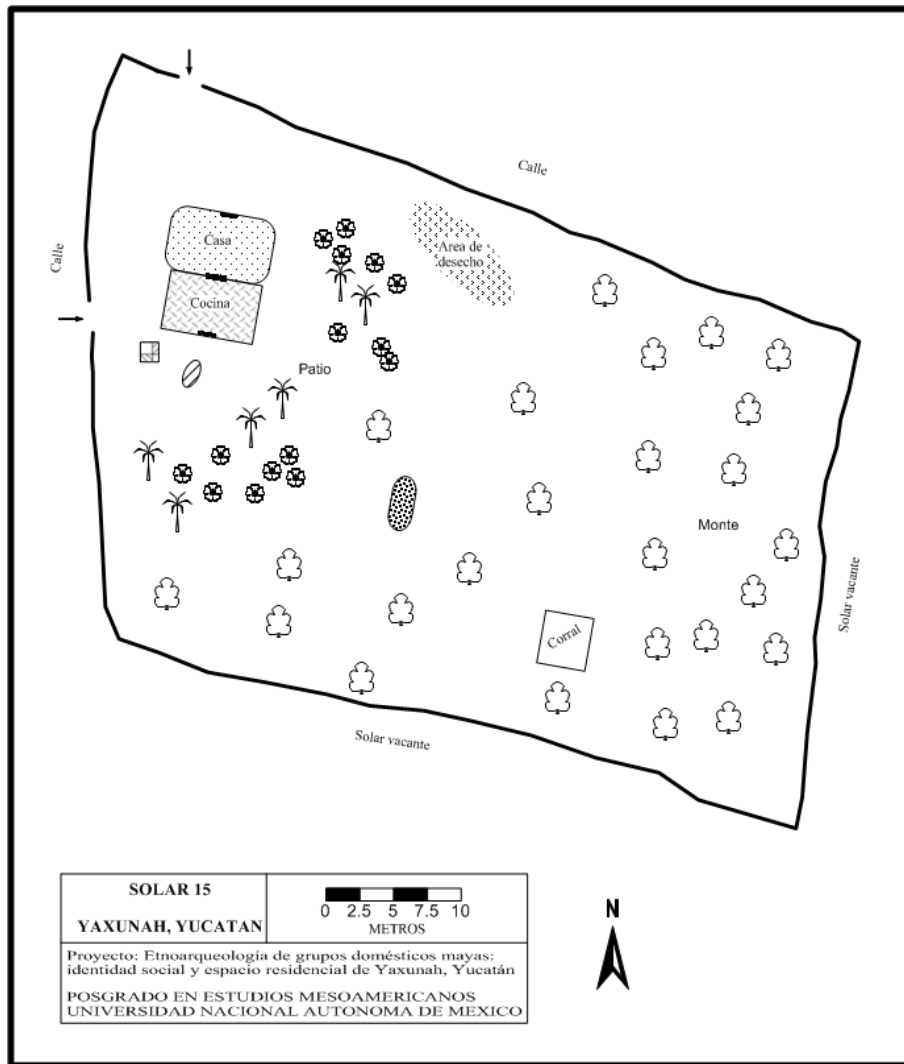 Calle
Calle
Casa
Area de
desecho
Cocina
Patio
Monte
Solar vacante
Corral
Solar vacante
SOLAR 15
YAXUNAH, YUCATAN
0 2.5 5 7.5 10
METROS
N
Proyecto: Etnoarqueología de grupos domésticos mayas:
identidad social y espacio residencial de Yaxunah, Yucatán
POSGRADO EN ESTUDIOS MESOAMERICANOS
UNIVERSIDAD NACIONAL AUTONOMA DE MEXICO